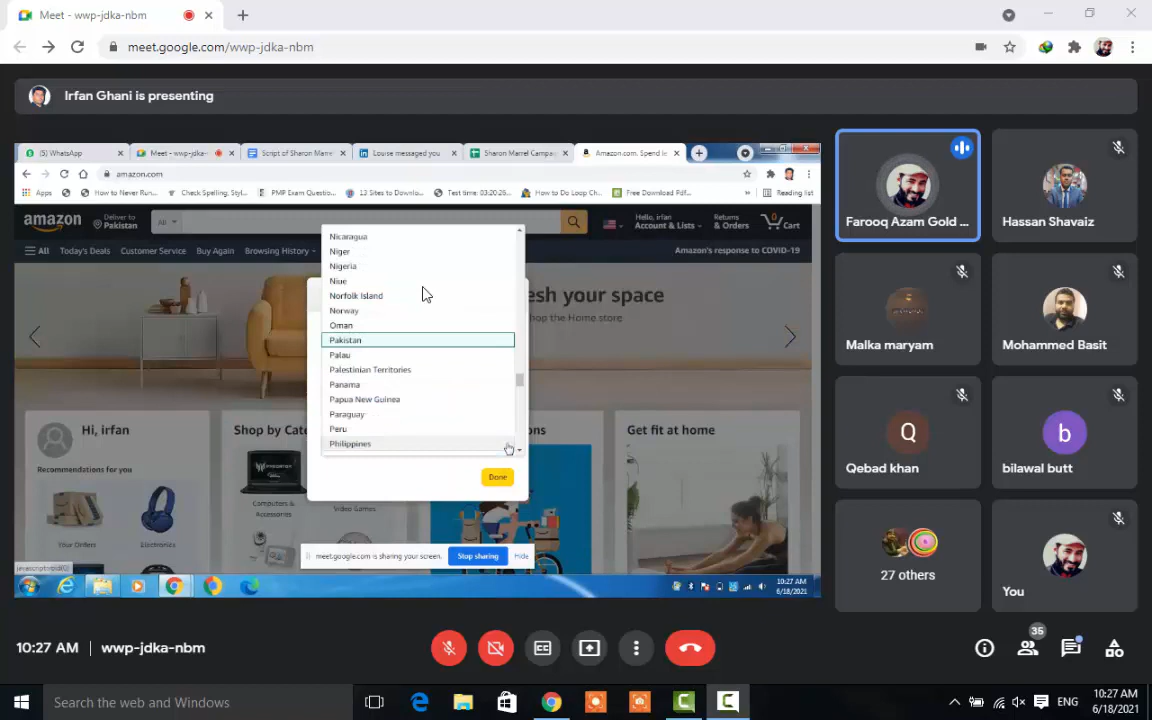 Meet - wwp-jdka-nbm
meet.google.com/wwp-jdka-nbm
Irfan Ghani is presenting
(5) WhatsApp
Meet - wwp-jdka-
Script of Sharon Marre
Louise messaged you
Sharon Marrel Campa
Amazon.com. Spend le
amazon.com
Apps
How to Never Run...
Check Spelling, Styl...
PMP Exam Questio...
13 Sites to Downlo...
Test time: 03:20:26...
How to Do Loop Ch...
Free Download Pdf...
Reading list
amazon
Deliver to
Pakistan
All
Hello, irfan
Account & Lists
Returns
& Orders
Cart
All
Today's Deals
Customer Service
Buy Again
Browsing History
Amazon's response to COVID-19
Nicaragua
Niger
Nigeria
Niue
Norfolk Island
Norway
Oman
Pakistan
Palau
Palestinian Territories
Panama
Papua New Guinea
Paraguay
Peru
Philippines
Done
esh your space
hop the Home store
Hi, irfan
Recommendations for you
Your Orders
Electronics
Shop by
Computers &
Accessories
Video Games
ons
Get fit at home
meet.google.com is sharing your screen.
Stop sharing
Hide
javascript:void(0)
10:27 AM
6/18/2021
Farooq Azam Gold ...
Hassan Shavaiz
Malka maryam
Mohammed Basit
Q
Qebad khan
b
bilawal butt
27 others
You
10:27 AM
wwp-jdka-nbm
35
Search the web and Windows
ENG
10:27 AM
6/18/2021